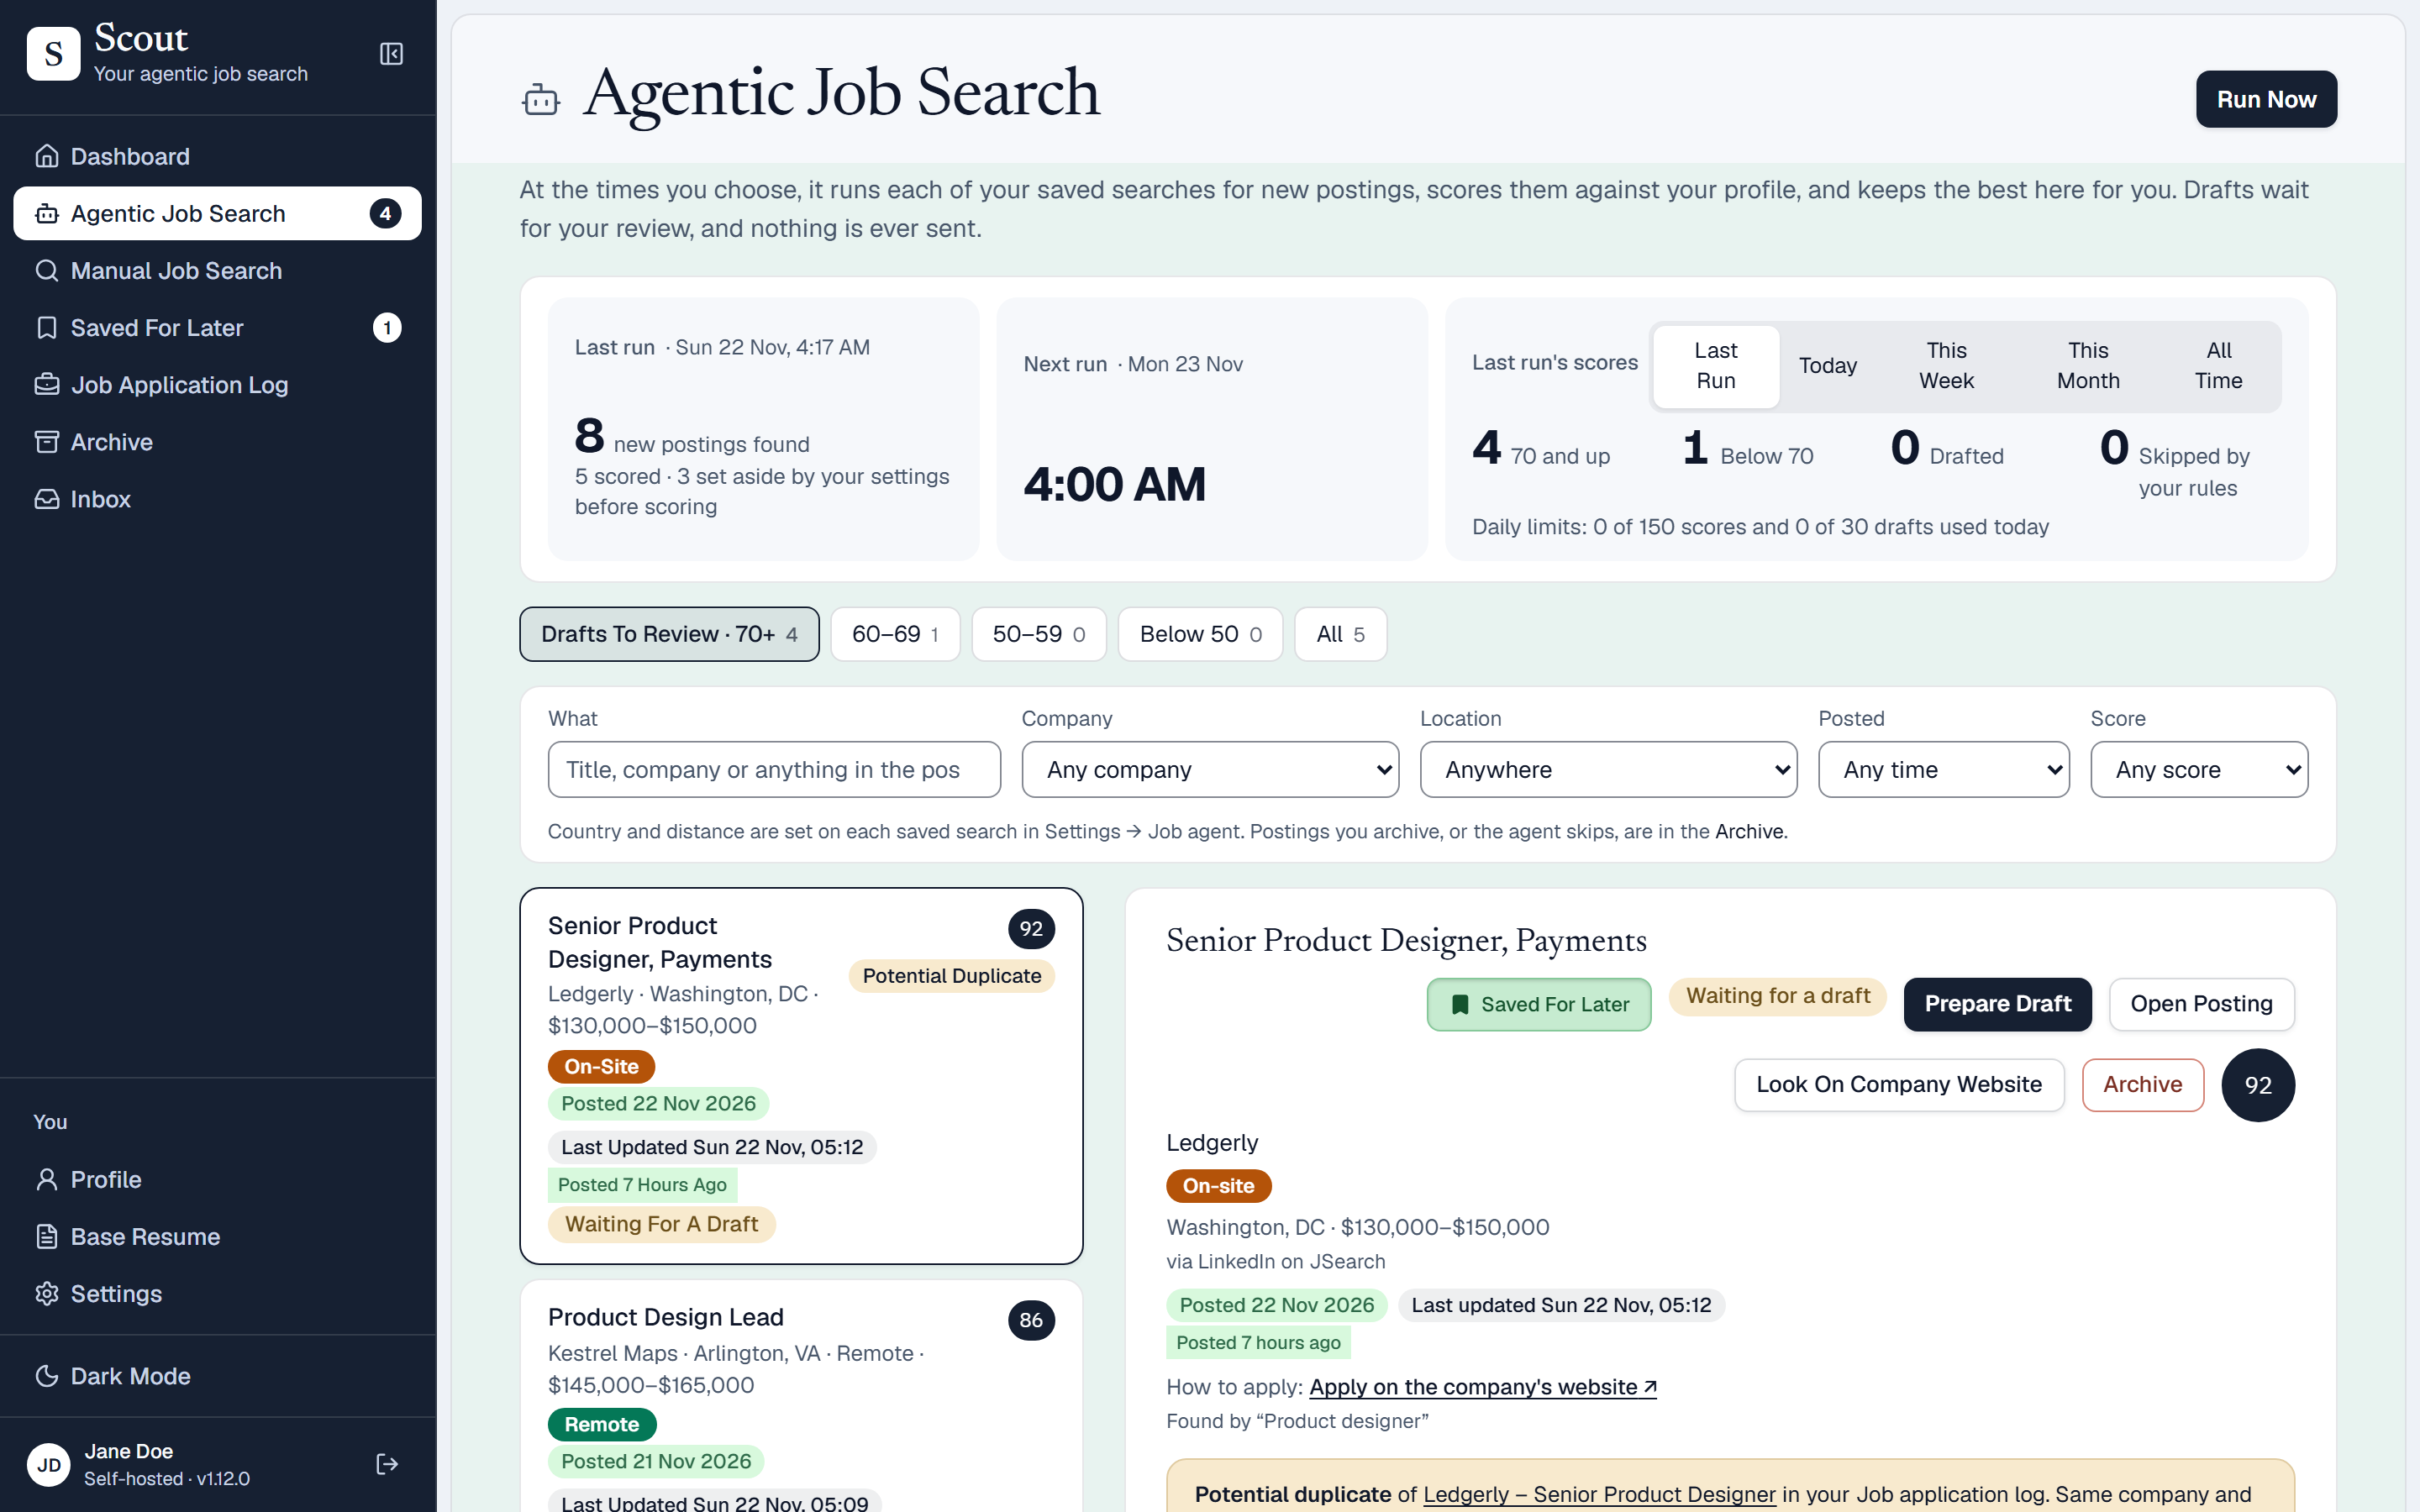 S
Scout
Your agentic job search
Dashboard
Agentic Job Search 4
Manual Job Search
Saved For Later 1
Job Application Log
Archive
Inbox
You
Profile
Base Resume
Settings
Dark Mode
JD
Jane Doe
Self-hosted · v1.12.0
Agentic Job Search
Run Now
At the times you choose, it runs each of your saved searches for new postings, scores them against your profile, and keeps the best here for you. Drafts wait
for your review, and nothing is ever sent.
Last run · Sun 22 Nov, 4:17 AM
8 new postings found
5 scored · 3 set aside by your settings
before scoring
Next run · Mon 23 Nov
4:00 AM
Last run's scores
Last
Run
Today
This
Week
This
Month
All
Time
4 70 and up
1 Below 70
0 Drafted
0 Skipped by
your rules
Daily limits: 0 of 150 scores and 0 of 30 drafts used today
Drafts To Review · 70+ 4
60–69 1
50–59 0
Below 50 0
All 5
What
Title, company or anything in the pos
Company
Any company
Location
Anywhere
Posted
Any time
Score
Any score
Country and distance are set on each saved search in Settings → Job agent. Postings you archive, or the agent skips, are in the Archive.
Senior Product
Designer, Payments
92
Potential Duplicate
Ledgerly · Washington, DC ·
$130,000–$150,000
On-Site
Posted 22 Nov 2026
Last Updated Sun 22 Nov, 05:12
Posted 7 Hours Ago
Waiting For A Draft
Product Design Lead
86
Kestrel Maps · Arlington, VA · Remote ·
$145,000–$165,000
Remote
Posted 21 Nov 2026
Last Updated Sun 22 Nov, 05:09
Senior Product Designer, Payments
Saved For Later
Waiting for a draft
Prepare Draft
Open Posting
Look On Company Website
Archive
92
Ledgerly
On-site
Washington, DC · $130,000–$150,000
via LinkedIn on JSearch
Posted 22 Nov 2026
Last updated Sun 22 Nov, 05:12
Posted 7 hours ago
How to apply: Apply on the company's website ↗
Found by “Product designer”
Potential duplicate of Ledgerly – Senior Product Designer in your Job application log. Same company and